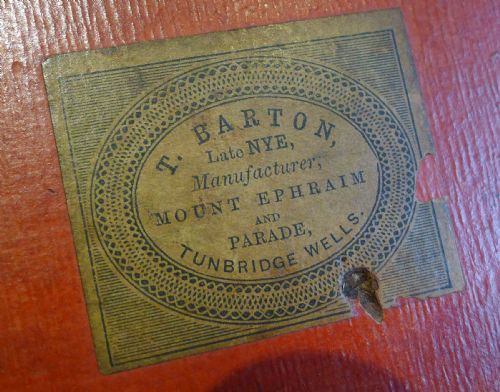 T. BARTON,
Late NYE,
Manufacturer,
MOUNT EPHRAIM
AND
PARADE,
TUNBRIDGE WELLS.